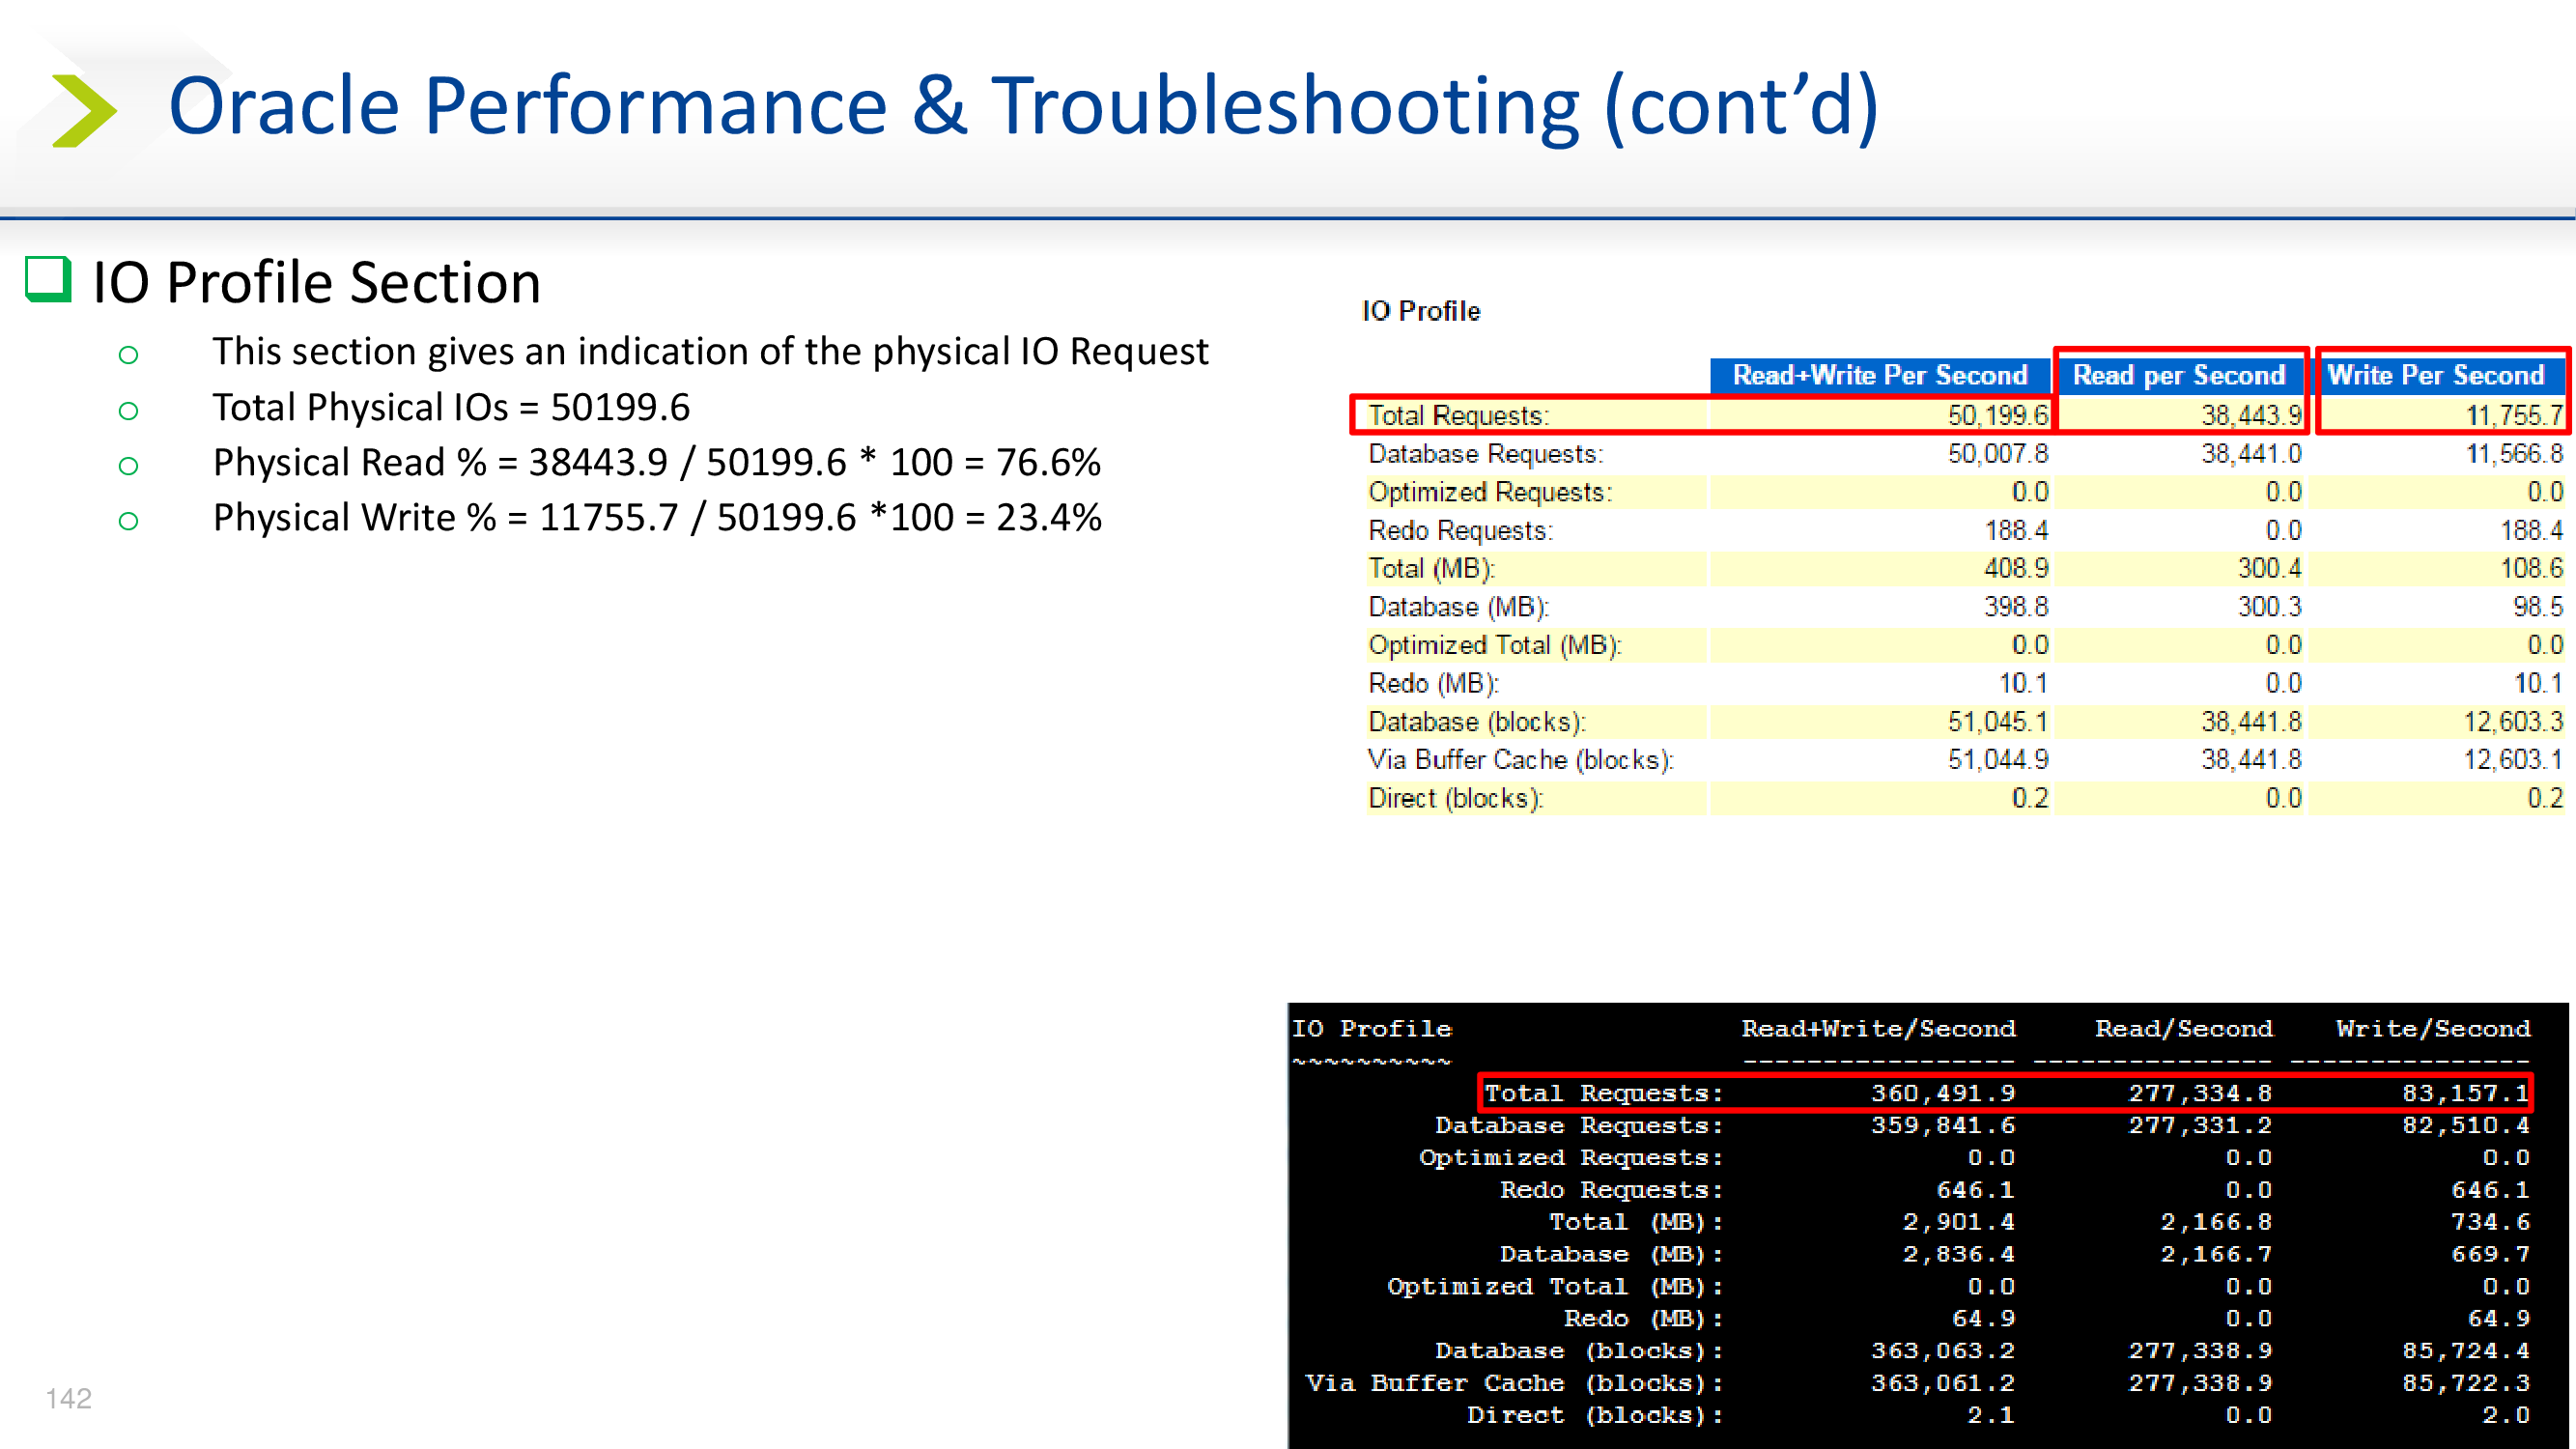 Oracle Performance & Troubleshooting (cont’d)
IO Profile Section
This section gives an indication of the physical IO Request
Total Physical IOs = 50199.6
Physical Read % = 38443.9 / 50199.6 * 100 = 76.6%
Physical Write % = 11755.7 / 50199.6 *100 = 23.4%
IO Profile
Read+Write Per Second Read per Second Write Per Second
Total Requests: 50,199.6 38,443.9 11,755.7
Database Requests: 50,007.8 38,441.0 11,566.8
Optimized Requests: 0.0 0.0 0.0
Redo Requests: 188.4 0.0 188.4
Total (MB): 408.9 300.4 108.6
Database (MB): 398.8 300.3 98.5
Optimized Total (MB): 0.0 0.0 0.0
Redo (MB): 10.1 0.0 10.1
Database (blocks): 51,045.1 38,441.8 12,603.3
Via Buffer Cache (blocks): 51,044.9 38,441.8 12,603.1
Direct (blocks): 0.2 0.0 0.2
IO Profile Read+Write/Second Read/Second Write/Second
~~~~~~~~~~ ----------------- --------------- ---------------
Total Requests: 360,491.9 277,334.8 83,157.1
Database Requests: 359,841.6 277,331.2 82,510.4
Optimized Requests: 0.0 0.0 0.0
Redo Requests: 646.1 0.0 646.1
Total (MB): 2,901.4 2,166.8 734.6
Database (MB): 2,836.4 2,166.7 669.7
Optimized Total (MB): 0.0 0.0 0.0
Redo (MB): 64.9 0.0 64.9
Database (blocks): 363,063.2 277,338.9 85,724.4
Via Buffer Cache (blocks): 363,061.2 277,338.9 85,722.3
Direct (blocks): 2.1 0.0 2.0
142